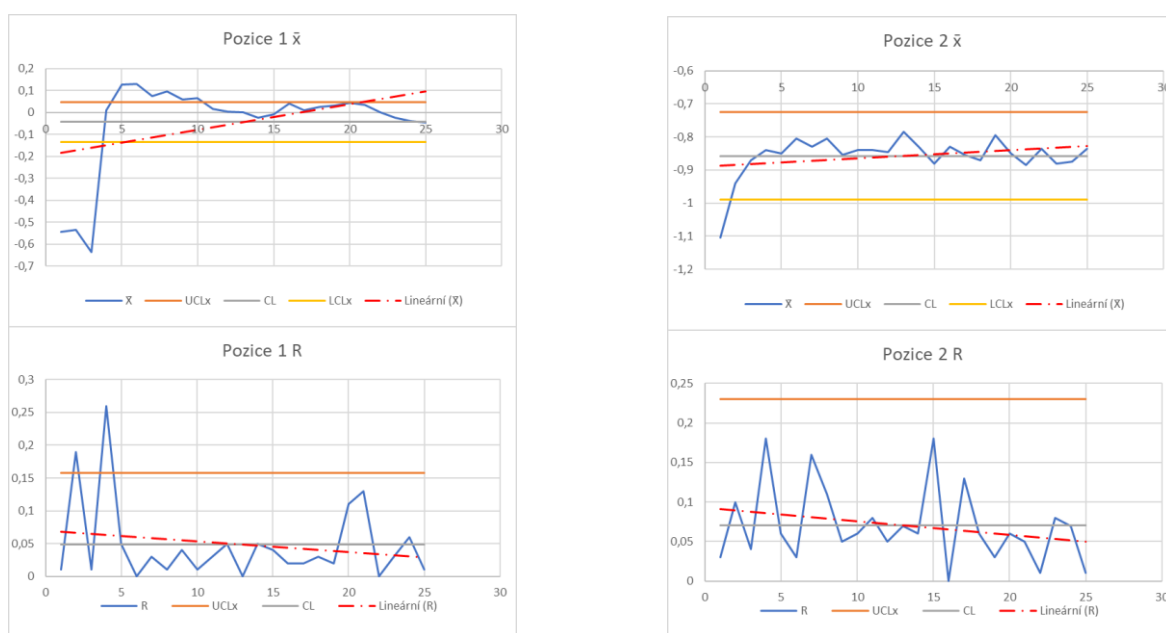 Pozice 1 x̄
0,2
0,1
0
-0,1
-0,2
-0,3
-0,4
-0,5
-0,6
-0,7
0 5 10 15 20 25 30
X̄ UCLx CL LCLx Lineární (X̄)
Pozice 2 x̄
-0,6
-0,7
-0,8
-0,9
-1
-1,1
-1,2
0 5 10 15 20 25 30
X̄ UCLx CL LCLx Lineární (X̄)
Pozice 1 R
0,3
0,25
0,2
0,15
0,1
0,05
0
0 5 10 15 20 25 30
R UCLx CL Lineární (R)
Pozice 2 R
0,25
0,2
0,15
0,1
0,05
0
0 5 10 15 20 25 30
R UCLx CL Lineární (R)